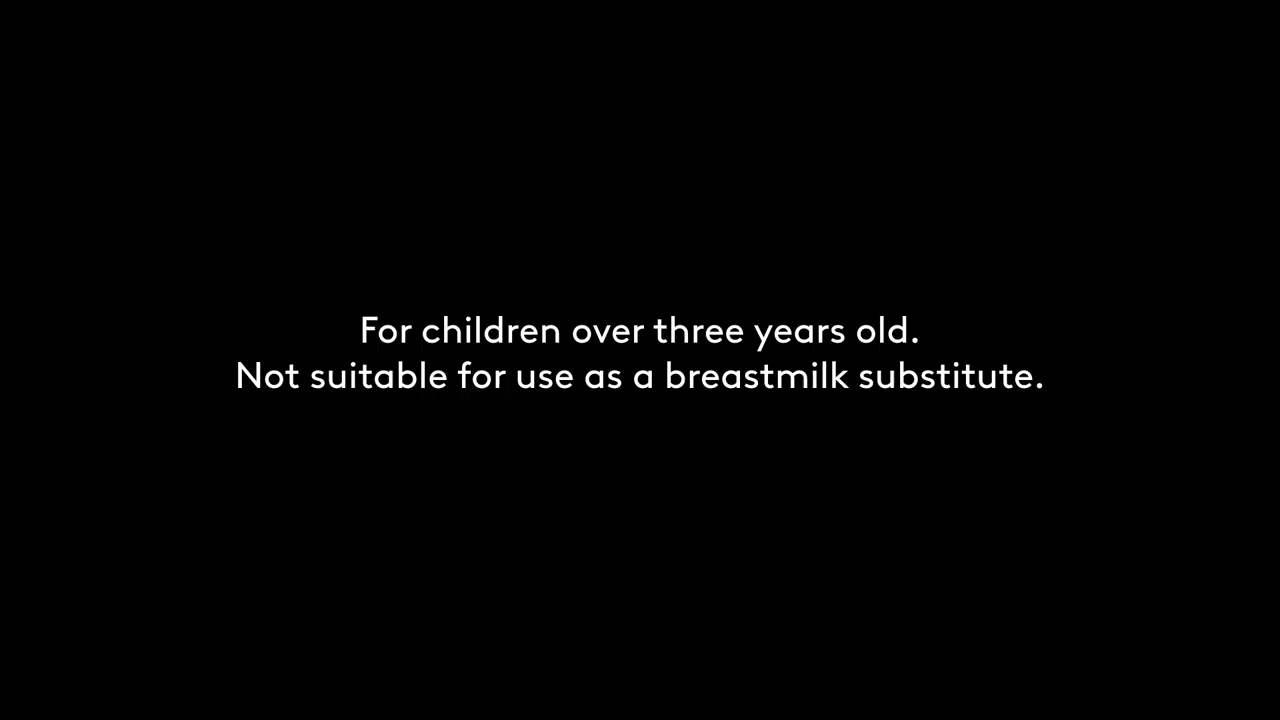 For children over three years old.
Not suitable for use as a breastmilk substitute.